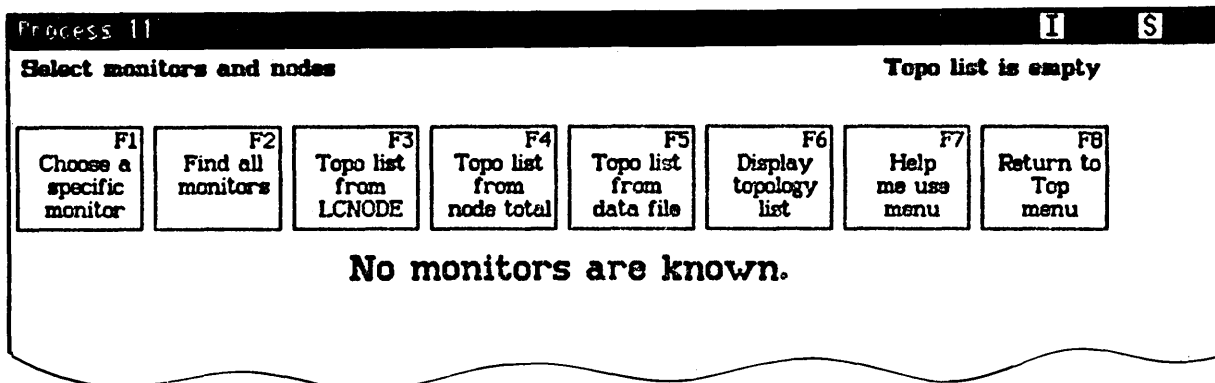 Process 11 I S
Select monitors and nodes Topo list is empty
F1
Choose a
specific
monitor
F2
Find all
monitors
F3
Topo list
from
LCNODE
F4
Topo list
from
node total
F5
Topo list
from
data file
F6
Display
topology
list
F7
Help
me use
menu
F8
Return to
Top
menu
No monitors are known.